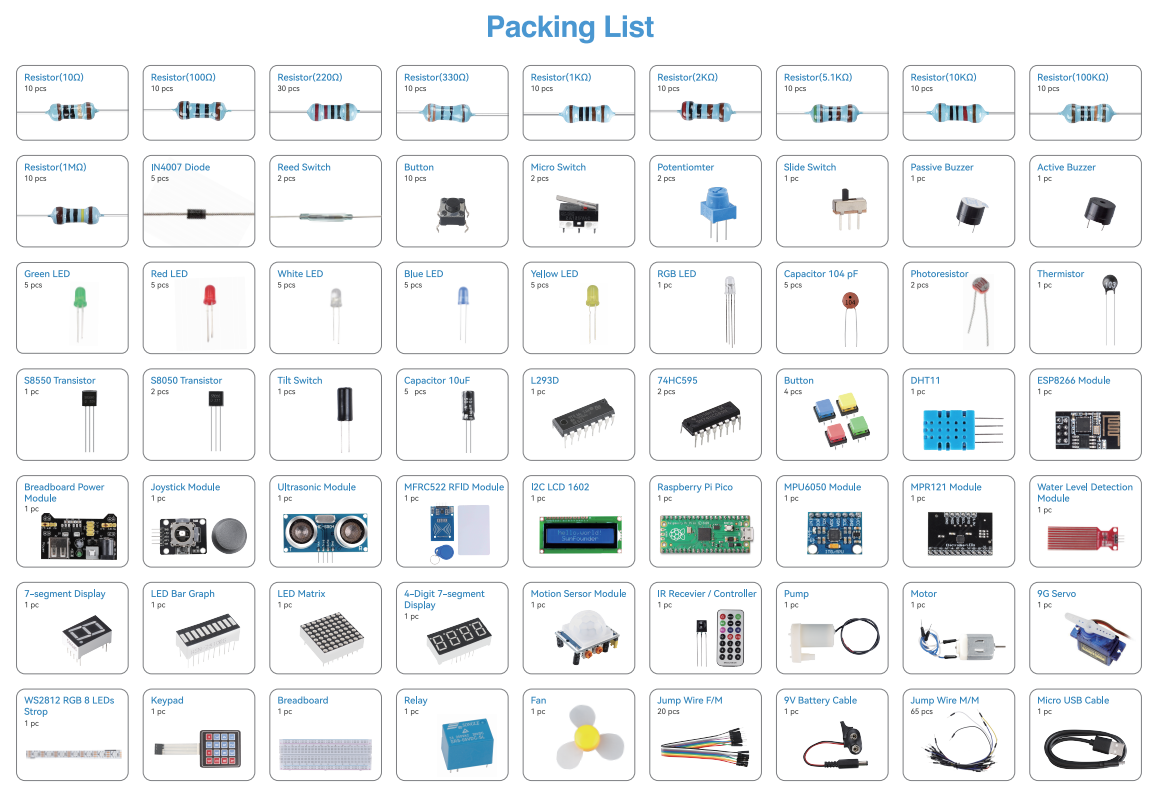 Packing List
Resistor(10Ω)
10 pcs
Resistor(100Ω)
10 pcs
Resistor(220Ω)
30 pcs
Resistor(330Ω)
10 pcs
Resistor(1KΩ)
10 pcs
Resistor(2KΩ)
10 pcs
Resistor(5.1KΩ)
10 pcs
Resistor(10KΩ)
10 pcs
Resistor(100KΩ)
10 pcs
Resistor(1MΩ)
10 pcs
IN4007 Diode
5 pcs
Reed Switch
2 pcs
Button
10 pcs
Micro Switch
2 pcs
Potentiomter
2 pcs
Slide Switch
1 pc
Passive Buzzer
1 pc
Active Buzzer
1 pc
Green LED
5 pcs
Red LED
5 pcs
White LED
5 pcs
Blue LED
5 pcs
Yellow LED
5 pcs
RGB LED
1 pc
Capacitor 104 pF
5 pcs
104
Photoresistor
2 pcs
Thermistor
1 pc
S8550 Transistor
1 pc
S8050 Transistor
2 pcs
Tilt Switch
1 pcs
Capacitor 10uF
5 pcs
L293D
1 pc
74HC595
2 pcs
Button
4 pcs
DHT11
1 pc
ESP8266 Module
1 pc
Breadboard Power
Module
1 pc
Joystick Module
1 pc
Ultrasonic Module
1 pc
MFRC522 RFID Module
1 pc
I2C LCD 1602
1 pc
Hello,world!
SunFounder
Raspberry Pi Pico
1 pc
MPU6050 Module
1 pc
MPR121 Module
1 pc
Water Level Detection
Module
1 pc
7-segment Display
1 pc
LED Bar Graph
1 pc
LED Matrix
1 pc
4-Digit 7-segment
Display
1 pc
Motion Sensor Module
1 pc
IR Recevier / Controller
1 pc
Pump
1 pc
Motor
1 pc
9G Servo
1 pc
WS2812 RGB 8 LEDs
Strop
1 pc
Keypad
1 pc
Breadboard
1 pc
Relay
1 pc
Fan
1 pc
Jump Wire F/M
20 pcs
9V Battery Cable
1 pc
Jump Wire M/M
65 pcs
Micro USB Cable
1 pc